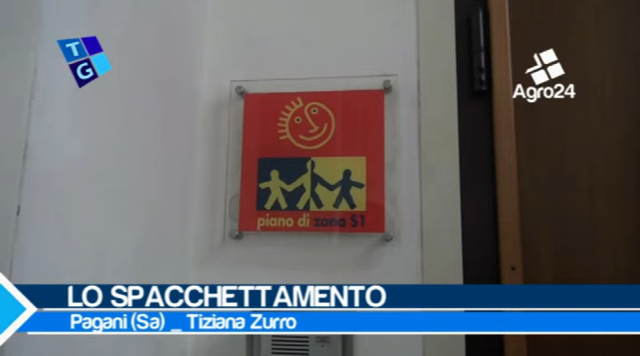 TG
Agro24
piano di zona S1
LO SPACCHETTAMENTO
Pagani (Sa) _ Tiziana Zurro